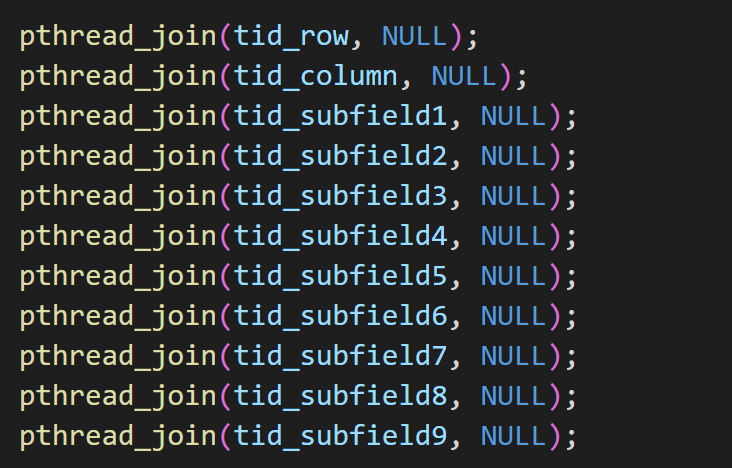 pthread_join(tid_row, NULL);
pthread_join(tid_column, NULL);
pthread_join(tid_subfield1, NULL);
pthread_join(tid_subfield2, NULL);
pthread_join(tid_subfield3, NULL);
pthread_join(tid_subfield4, NULL);
pthread_join(tid_subfield5, NULL);
pthread_join(tid_subfield6, NULL);
pthread_join(tid_subfield7, NULL);
pthread_join(tid_subfield8, NULL);
pthread_join(tid_subfield9, NULL);